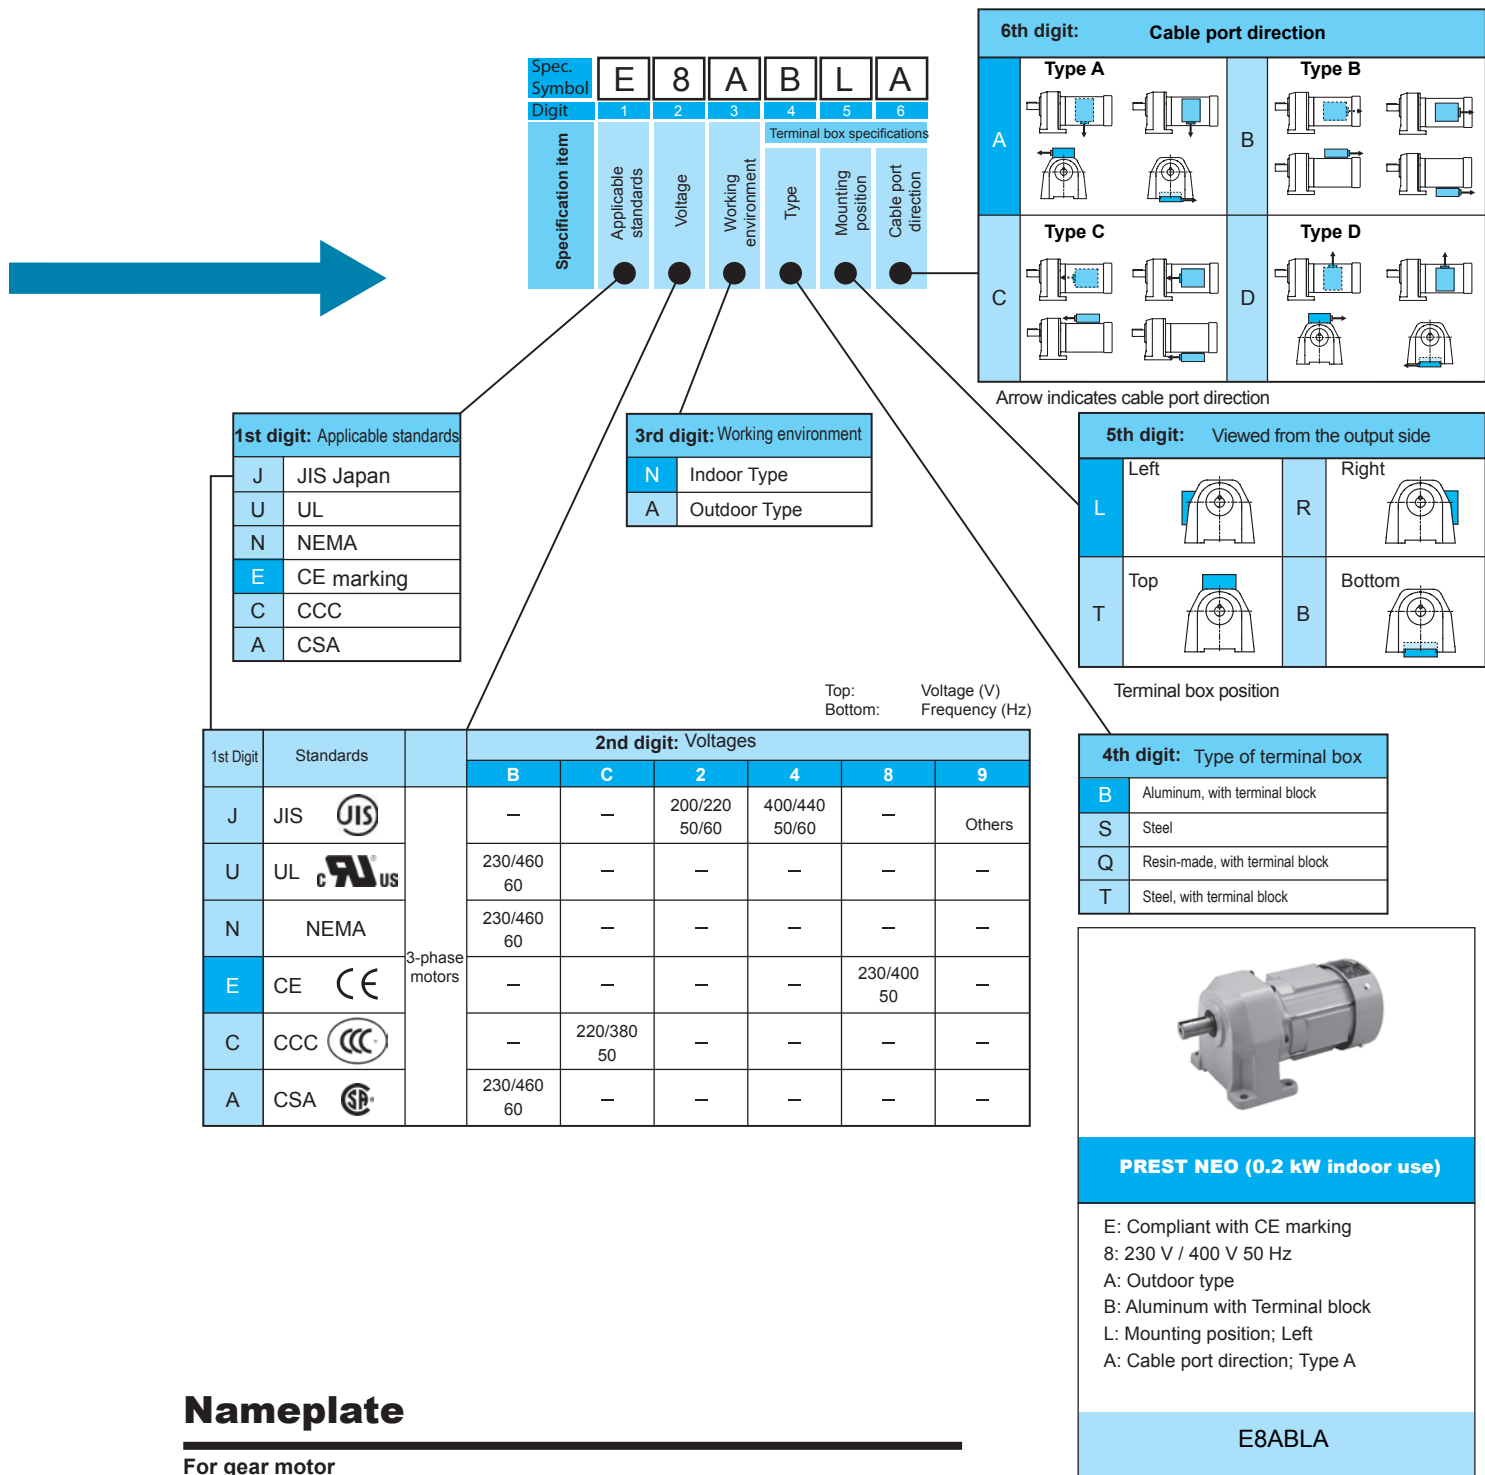 Spec.
Symbol
E 8 A B L A
Digit 1 2 3 4 5 6
Specification item
Applicable
standards
Voltage
Working
environment
Terminal box specifications
Type
Mounting
position
Cable port
direction
6th digit: Cable port direction
A Type A B Type B
C Type C D Type D
Arrow indicates cable port direction
1st digit: Applicable standards
J JIS Japan
U UL
N NEMA
E CE marking
C CCC
A CSA
3rd digit: Working environment
N Indoor Type
A Outdoor Type
5th digit: Viewed from the output side
L Left R Right
T Top B Bottom
Terminal box position
Top: Voltage (V)
Bottom: Frequency (Hz)
1st Digit Standards 2nd digit: Voltages
B C 2 4 8 9
3-phase
motors
J JIS JIS – – 200/220 50/60 400/440 50/60 – Others
U UL c RU US 230/460 60 – – – – –
N NEMA 230/460 60 – – – – –
E CE CE – – – – 230/400 50 –
C CCC CCC – 220/380 50 – – – –
A CSA SA 230/460 60 – – – – –
4th digit: Type of terminal box
B Aluminum, with terminal block
S Steel
Q Resin-made, with terminal block
T Steel, with terminal block
PREST NEO (0.2 kW indoor use)
E: Compliant with CE marking
8: 230 V / 400 V 50 Hz
A: Outdoor type
B: Aluminum with Terminal block
L: Mounting position; Left
A: Cable port direction; Type A
E8ABLA
Nameplate
For gear motor